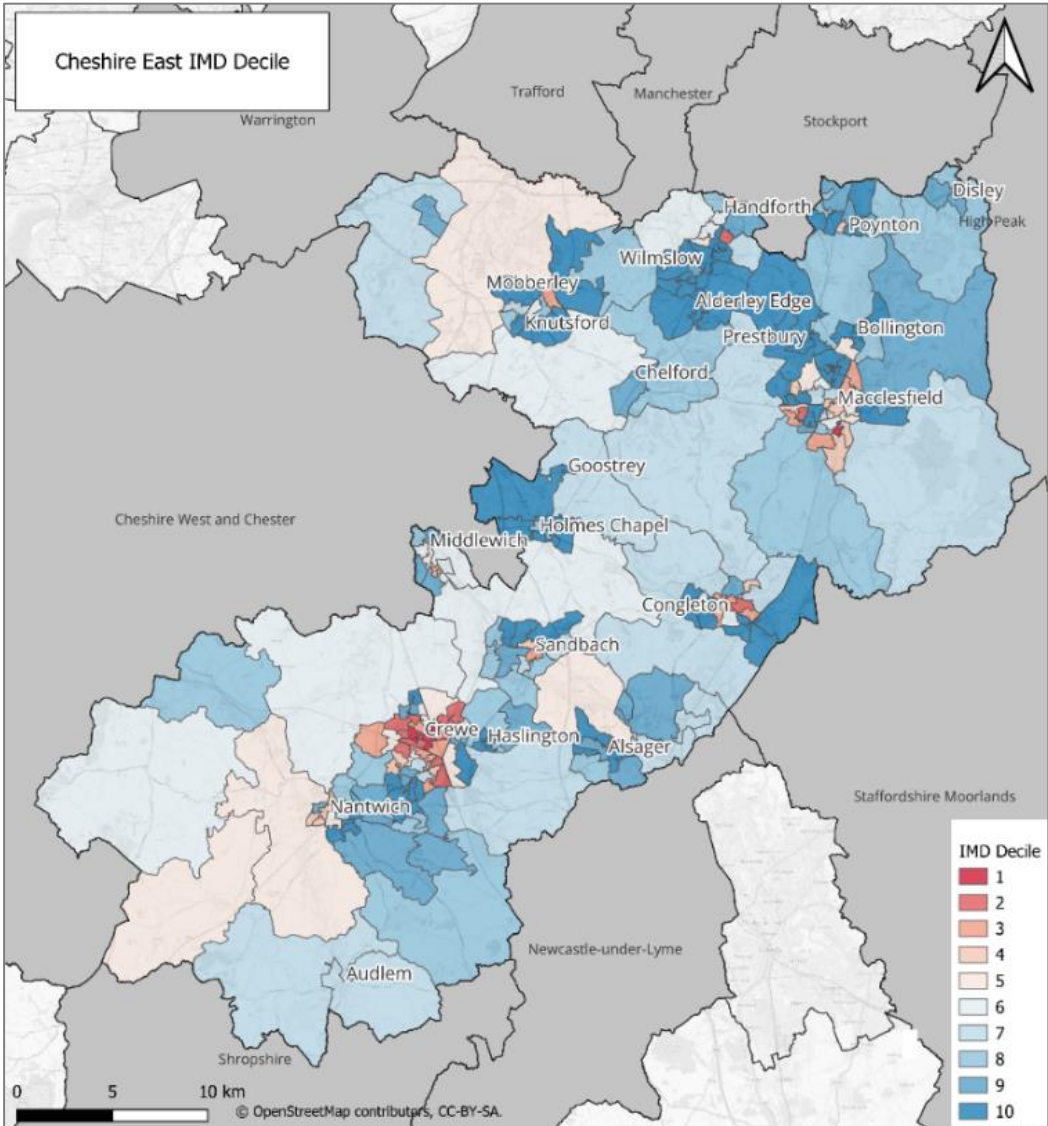 Cheshire East IMD Decile
Trafford
Manchester
Warrington
Stockport
Disley
Handforth
High Peak
Poynton
Wilmslow
Mobberley
Alderley Edge
Knutsford
Prestbury
Bollington
Chelford
Macclesfield
Goostrey
Cheshire West and Chester
Holmes Chapel
Middlewich
Congleton
Sandbach
Crewe
Haslington
Alsager
Nantwich
Staffordshire Moorlands
IMD Decile
1
2
3
4
5
6
7
8
9
10
Newcastle-under-Lyme
Audlem
Shropshire
0 5 10 km
© OpenStreetMap contributors, CC-BY-SA.